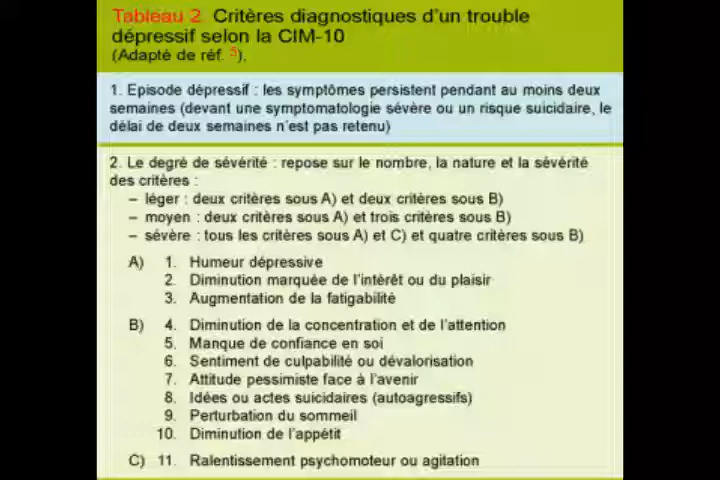 Tableau 2. Critères diagnostiques d'un trouble
dépressif selon la CIM-10
(Adapté de réf. 5).
1. Episode dépressif : les symptômes persistent pendant au moins deux
semaines (devant une symptomatologie sévère ou un risque suicidaire, le
délai de deux semaines n'est pas retenu)
2. Le degré de sévérité : repose sur le nombre, la nature et la sévérité
des critères :
– léger : deux critères sous A) et deux critères sous B)
– moyen : deux critères sous A) et trois critères sous B)
– sévère : tous les critères sous A) et C) et quatre critères sous B)
A) 1. Humeur dépressive
2. Diminution marquée de l'intérêt ou du plaisir
3. Augmentation de la fatigabilité
B) 4. Diminution de la concentration et de l'attention
5. Manque de confiance en soi
6. Sentiment de culpabilité ou dévalorisation
7. Attitude pessimiste face à l'avenir
8. Idées ou actes suicidaires (autoagressifs)
9. Perturbation du sommeil
10. Diminution de l'appétit
C) 11. Ralentissement psychomoteur ou agitation